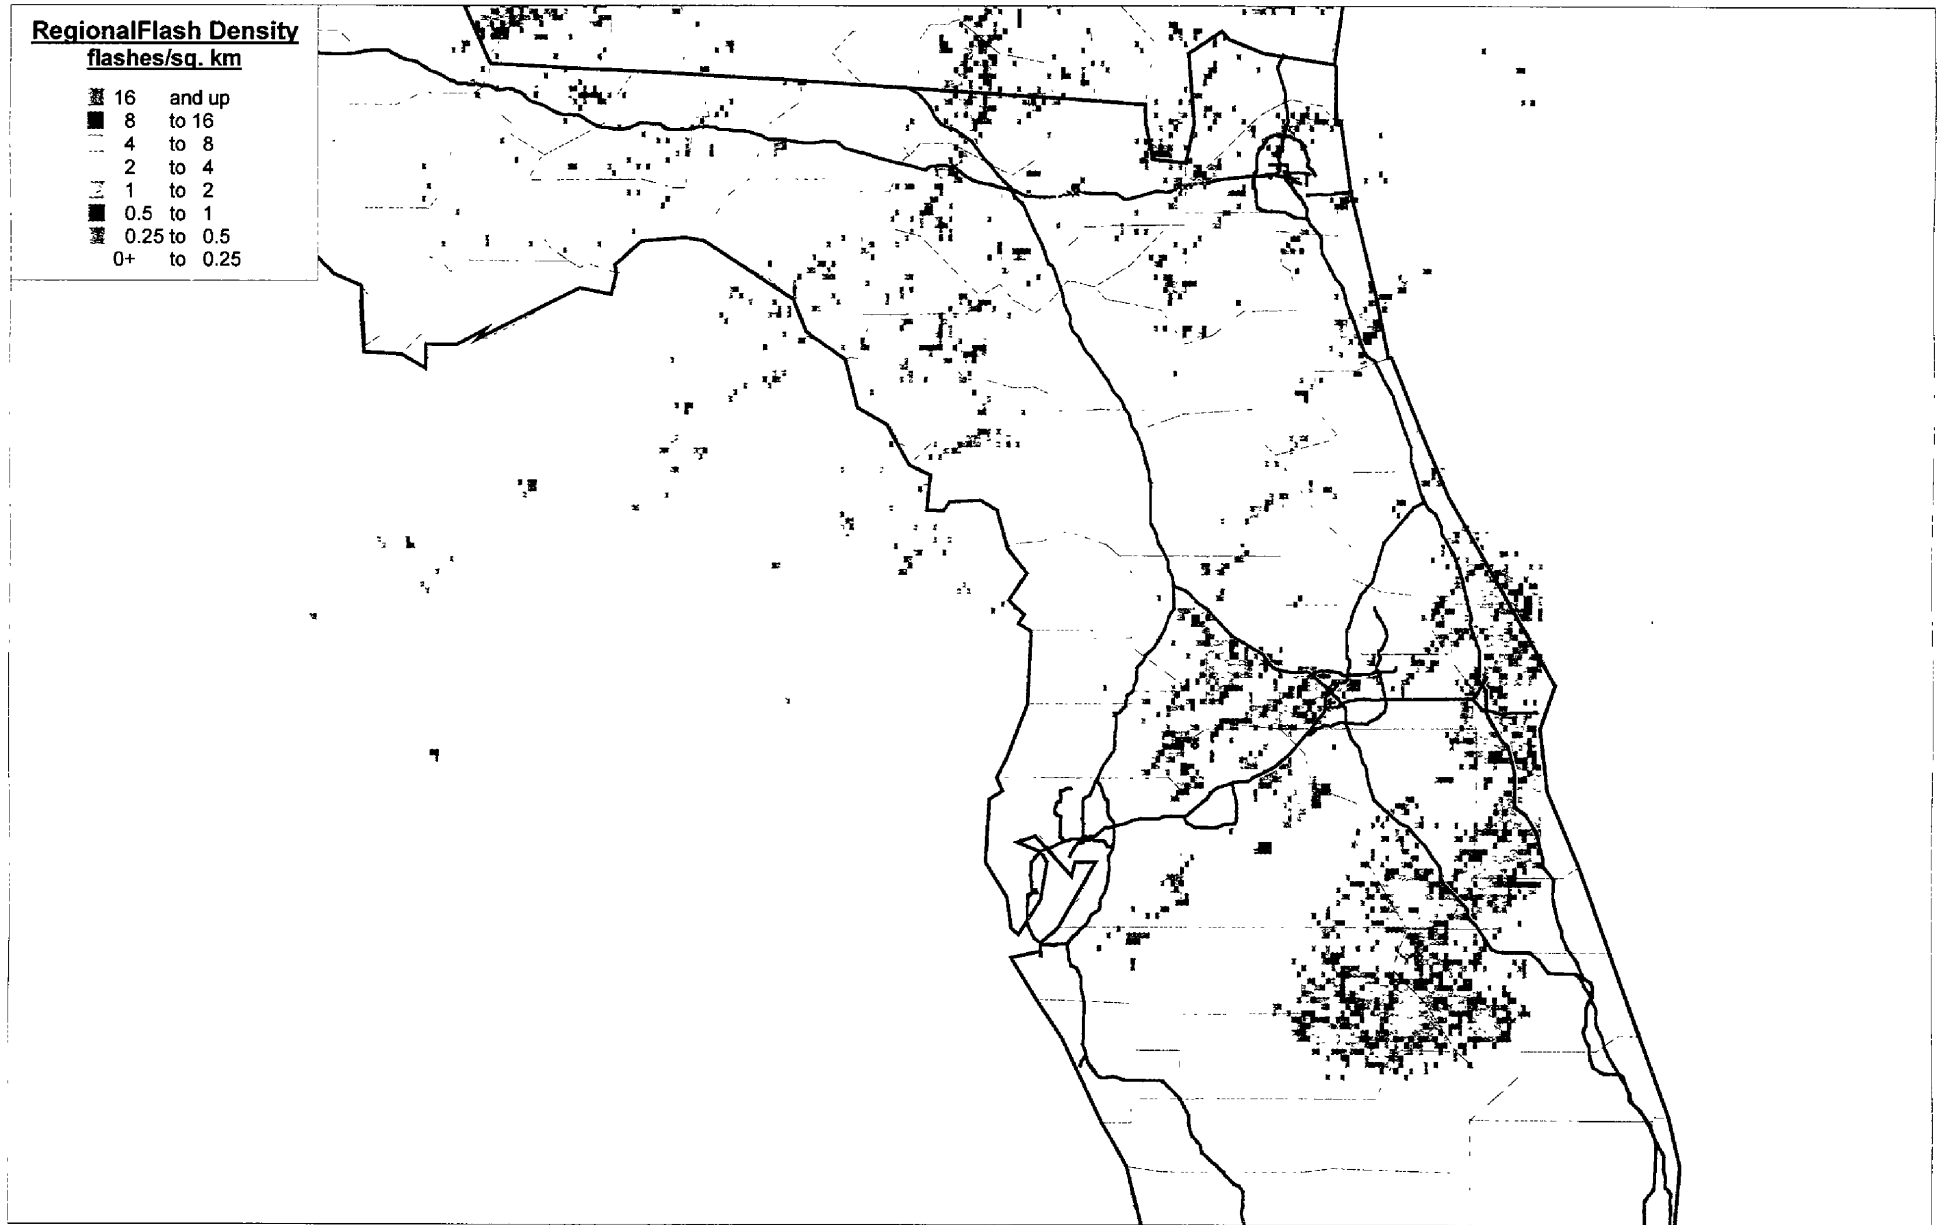 RegionalFlash Density
flashes/sq. km
16 and up
8 to 16
4 to 8
2 to 4
1 to 2
0.5 to 1
0.25 to 0.5
0+ to 0.25